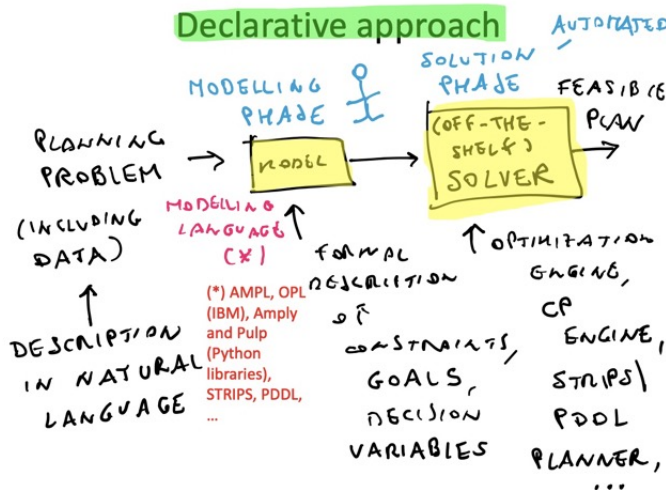 Declarative approach
AUTOMATED
MODELLING
PHASE
SOLUTION
PHASE
FEASIBLE
PLAN
PLANNING
PROBLEM
(INCLUDING
DATA)
MODEL
(OFF-THE-
SHELF)
SOLVER
MODELLING
LANGUAGE
(*)
(*) AMPL, OPL
(IBM), Amply
and Pulp
(Python
libraries),
STRIPS, PDDL,
...
DESCRIPTION
IN NATURAL
LANGUAGE
FORMAL
DESCRIPTION
OF
CONSTRAINTS,
GOALS,
DECISION
VARIABLES
OPTIMIZATION
ENGINE,
CP
ENGINE,
STRIPS/
PDDL
PLANNER,
...